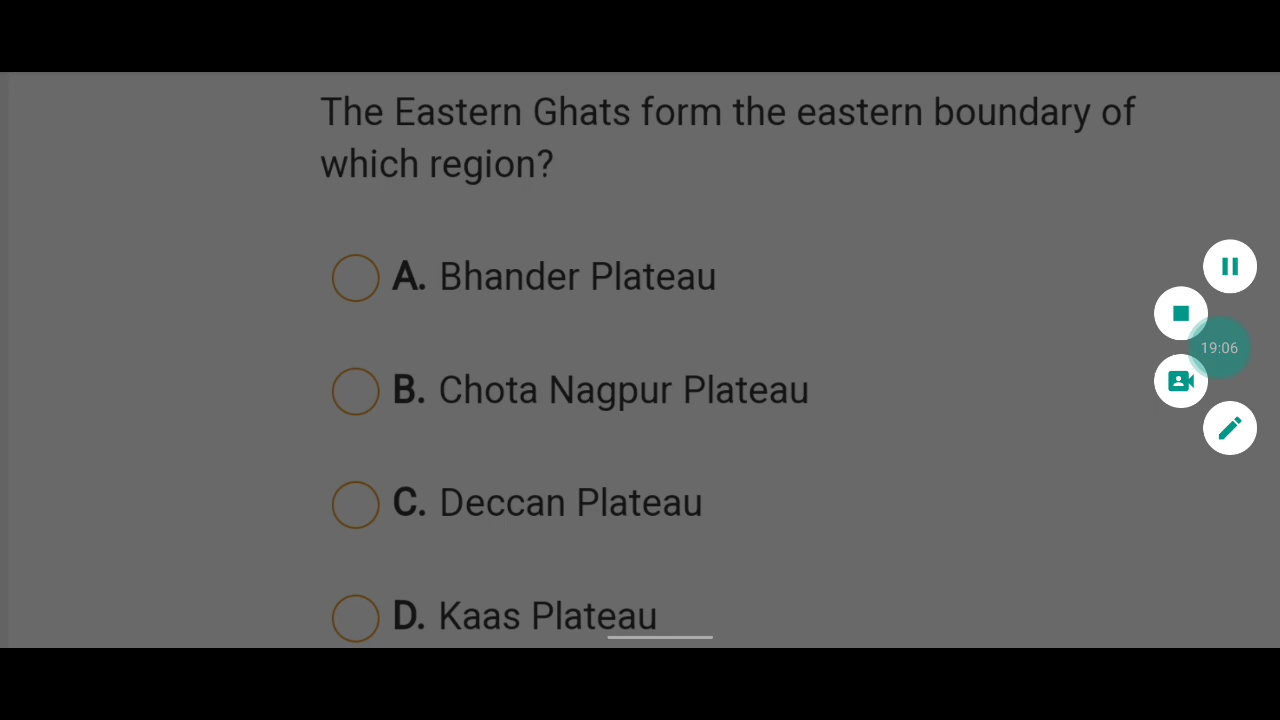 The Eastern Ghats form the eastern boundary of
which region?
A. Bhander Plateau
B. Chota Nagpur Plateau
C. Deccan Plateau
D. Kaas Plateau
19:06